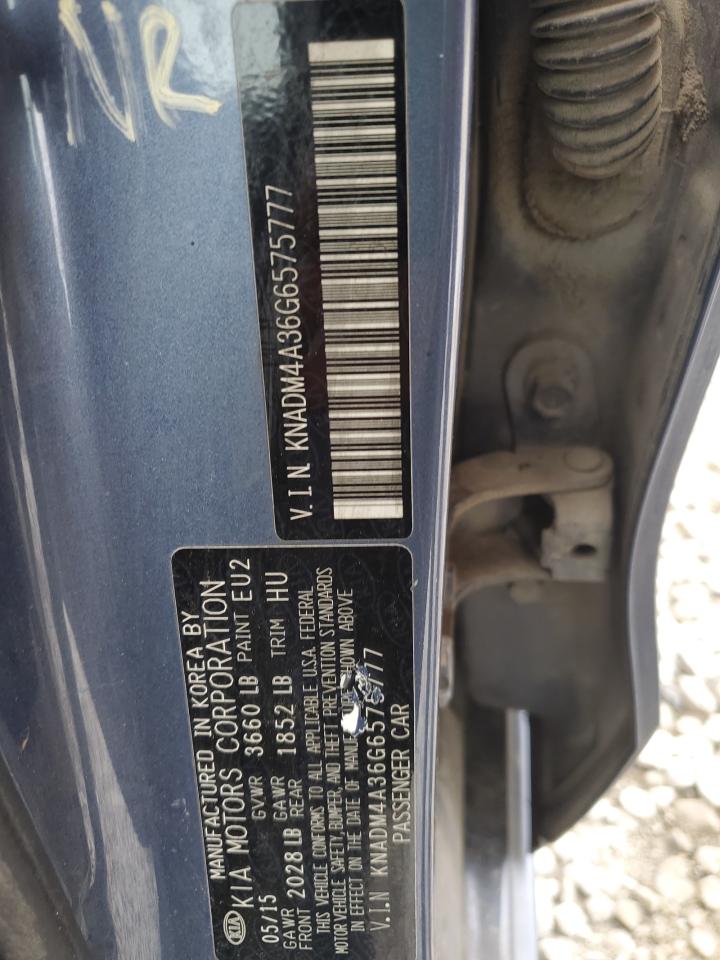 UR
V.I.N. KNADM4A36G6575777
MANUFACTURED IN KOREA BY
KIA KIA MOTORS CORPORATION
05/15 GVWR 3660 LB PAINT EU2
GAWR FRONT 2028 LB GAWR REAR 1852 LB TRIM HU
THIS VEHICLE CONFORMS TO ALL APPLICABLE U.S.A. FEDERAL
MOTOR VEHICLE SAFETY, BUMPER, AND THEFT PREVENTION STANDARDS
IN EFFECT ON THE DATE OF SHOWN ABOVE
V.I.N KNADM4A36G6575777
PASSENGER CAR